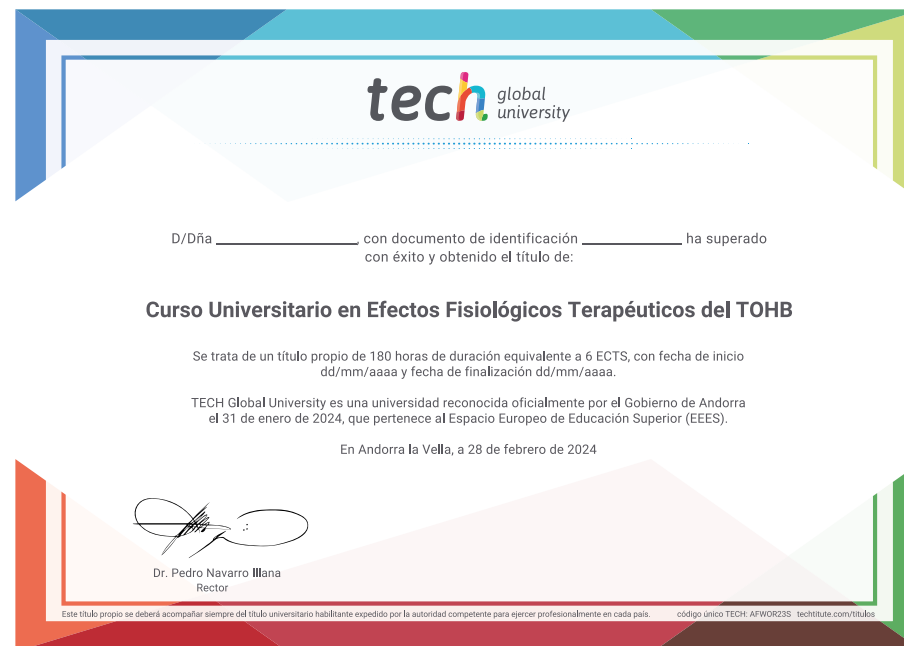 tech global university
D/Dña ____________________, con documento de identificación ______________ ha superado
con éxito y obtenido el título de:
Curso Universitario en Efectos Fisiológicos Terapéuticos del TOHB
Se trata de un título propio de 180 horas de duración equivalente a 6 ECTS, con fecha de inicio
dd/mm/aaaa y fecha de finalización dd/mm/aaaa.
TECH Global University es una universidad reconocida oficialmente por el Gobierno de Andorra
el 31 de enero de 2024, que pertenece al Espacio Europeo de Educación Superior (EEES).
En Andorra la Vella, a 28 de febrero de 2024
Dr. Pedro Navarro Illana
Rector
Este título propio se deberá acompañar siempre del título universitario habilitante expedido por la autoridad competente para ejercer profesionalmente en cada país. código único TECH: AFWOR23S techtitute.com/titulos